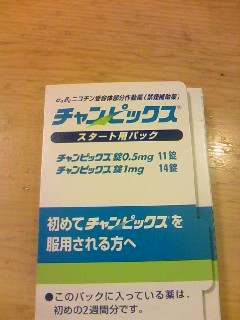 α₄β₂ニコチン受容体部分作動薬(禁煙補助薬)
チャンピックス®
スタート用パック
チャンピックス錠0.5mg 11錠
チャンピックス錠1mg 14錠
初めてチャンピックスを
服用される方へ
●このパックに入っている薬は、
初めの2週間分です。